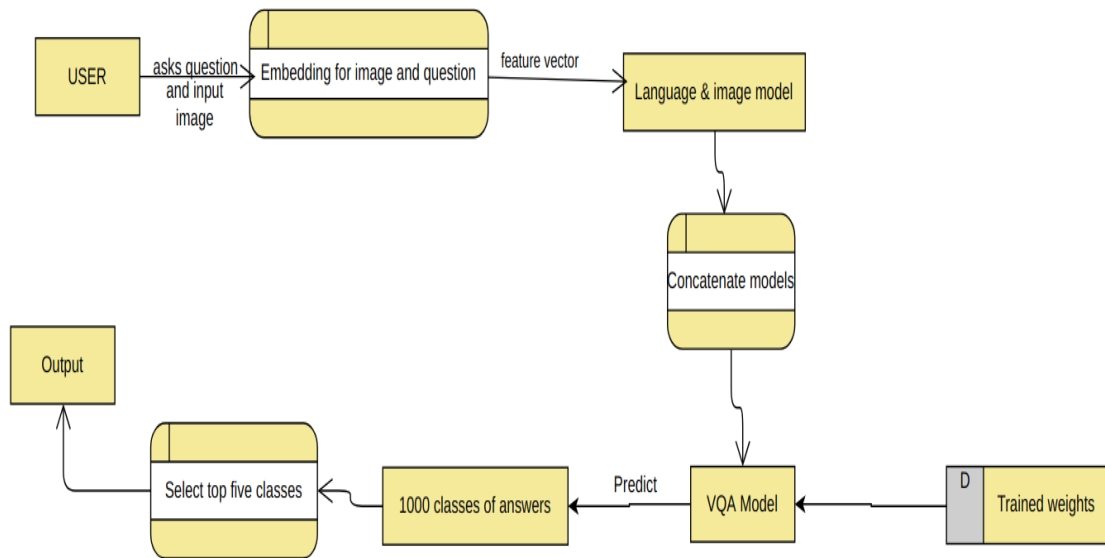 USER
asks question
and input
image
Embedding for image and question
feature vector
Language & image model
Concatenate models
Output
Select top five classes
1000 classes of answers
Predict
VQA Model
D
Trained weights